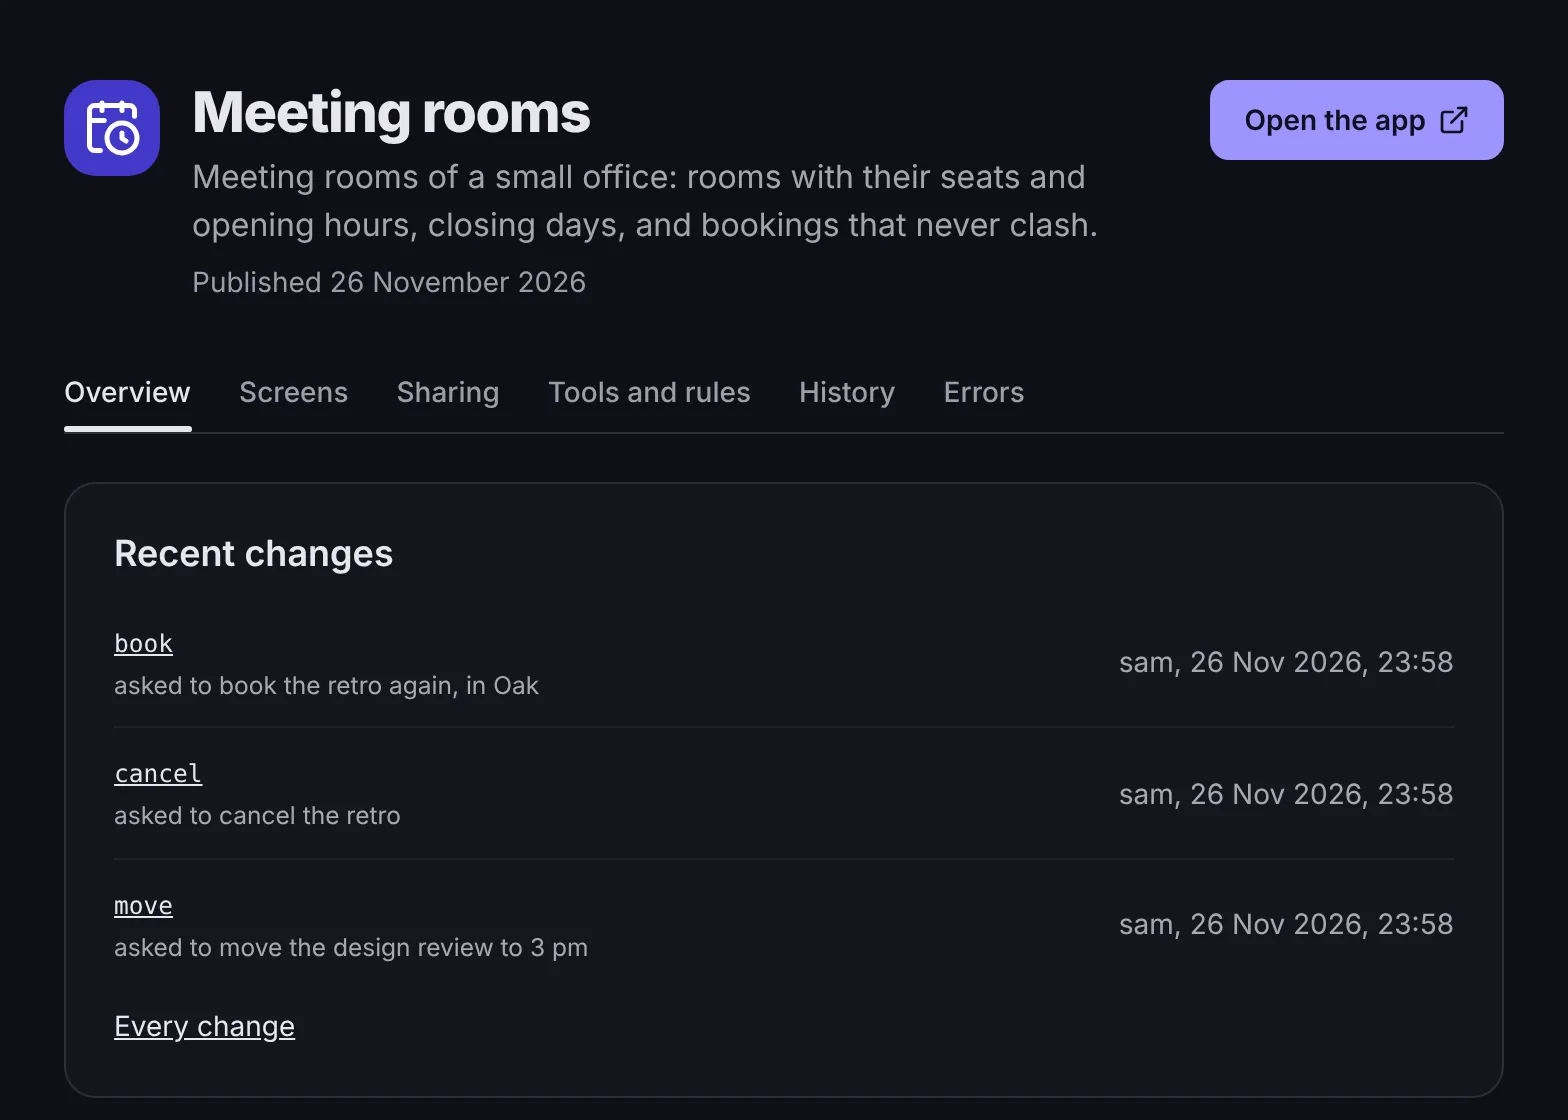 Meeting rooms
Open the app
Meeting rooms of a small office: rooms with their seats and
opening hours, closing days, and bookings that never clash.
Published 26 November 2026
Overview Screens Sharing Tools and rules History Errors
Recent changes
book
asked to book the retro again, in Oak
sam, 26 Nov 2026, 23:58
cancel
asked to cancel the retro
sam, 26 Nov 2026, 23:58
move
asked to move the design review to 3 pm
sam, 26 Nov 2026, 23:58
Every change